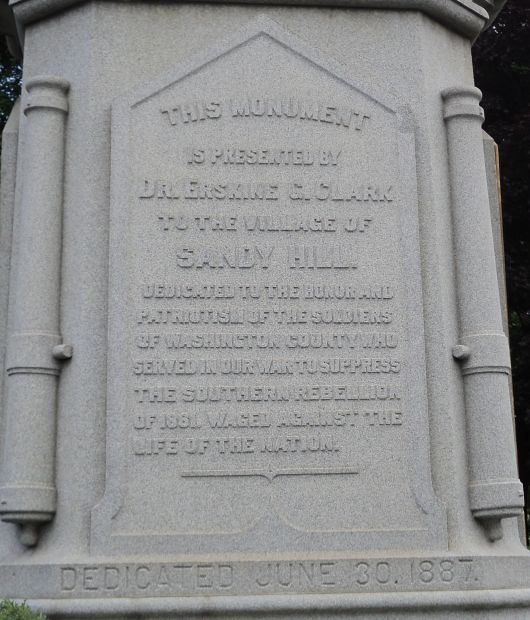 THIS MONUMENT
IS PRESENTED BY
DR. ERSKINE G. CLARK
TO THE VILLAGE OF
SANDY HILL.
DEDICATED TO THE HONOR AND
PATRIOTISM OF THE SOLDIERS
OF WASHINGTON COUNTY WHO
SERVED IN OUR WAR TO SUPPRESS
THE SOUTHERN REBELLION
OF 1861. WAGED AGAINST THE
LIFE OF THE NATION.
DEDICATED JUNE 30. 1887.